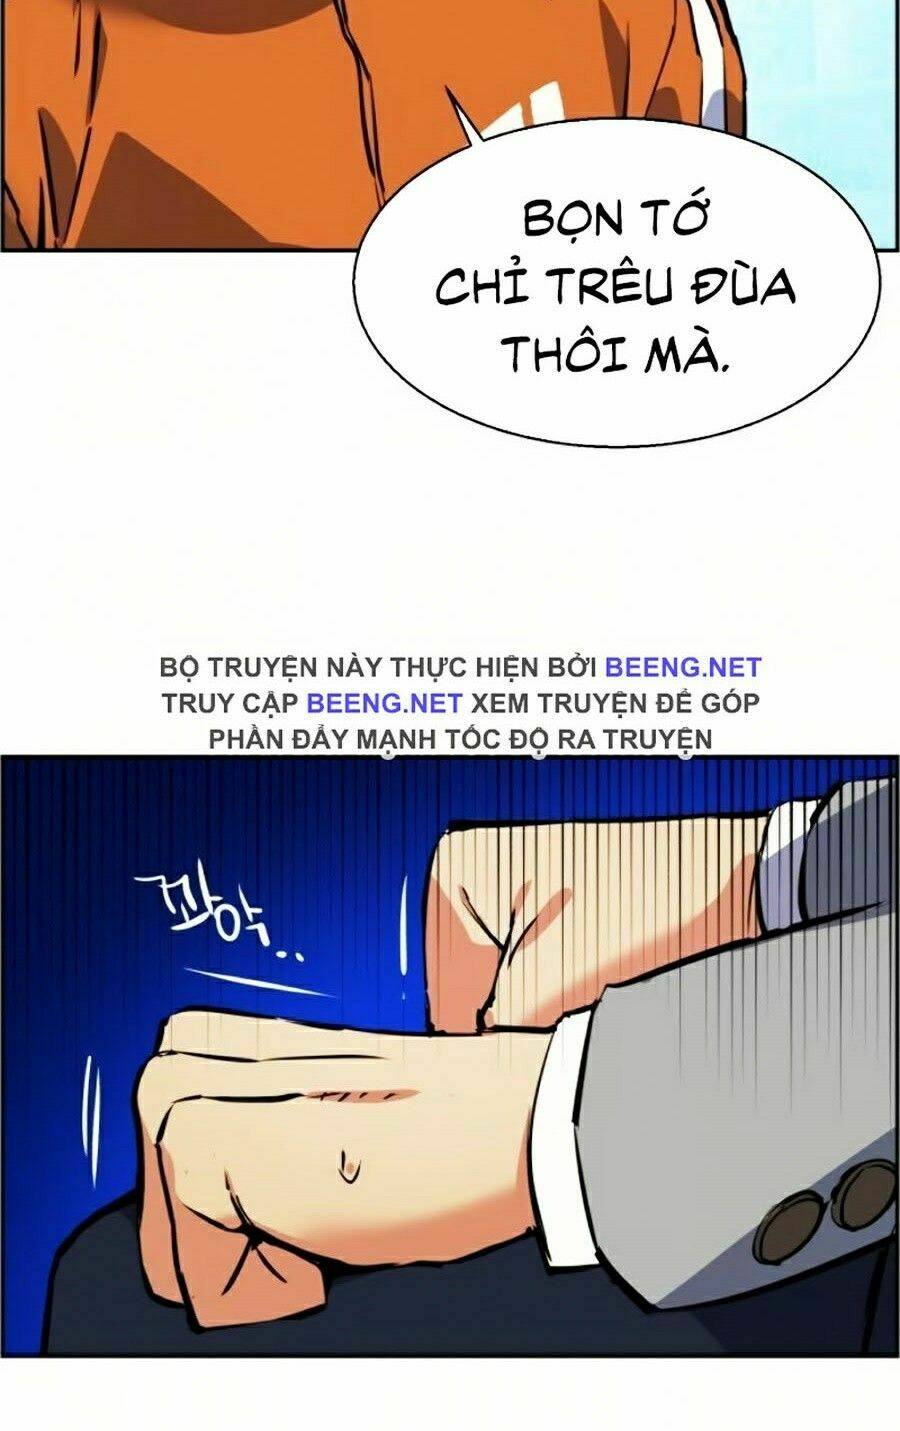 BỌN TỚ
CHỈ TRÊU ĐÙA
THÔI MÀ.
BỘ TRUYỆN NÀY THỰC HIỆN BỞI BEENG.NET
TRUY CẬP BEENG.NET XEM TRUYỆN ĐỂ GÓP
PHẦN ĐẨY MẠNH TỐC ĐỘ RA TRUYỆN
꽈악..